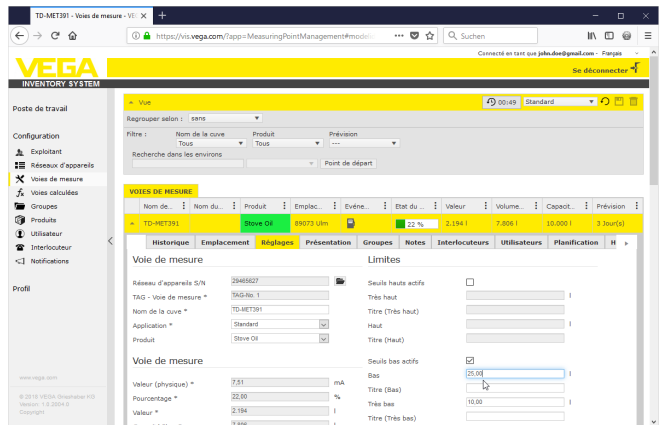 TD-MET391 - Voies de mesure - VEG
https://vis.vega.com/?app=MeasuringPointManagement#mode=
Suchen
Connecté en tant que john.doe@gmail.com - Français
Se déconnecter
VEGA
INVENTORY SYSTEM
Poste de travail
Configuration
Exploitant
Réseaux d'appareils
Voies de mesure
Voies calculées
Groupes
Produits
Utilisateur
Interlocuteur
Notifications
Profil
www.vega.com
© 2018 VEGA Grieshaber KG
Version: 1.8.2004.0
Copyright
Vue
00:49 Standard
Regrouper selon : sans
Filtre : Nom de la cuve Produit Prévision
Tous Tous ---
Recherche dans les environs
Point de départ
VOIES DE MESURE
Nom de... Nom du... Produit Emplac... Evéne... Etat du ... Valeur Volume... Capacit... Prévision
TD-MET391 Stove Oil 89073 Ulm 22 % 2.194 l 7.806 l 10.000 l 3 Jour(s)
Historique Emplacement Réglages Présentation Groupes Notes Interlocuteurs Utilisateurs Planification H
Voie de mesure
Réseau d'appareils S/N 29465627
TAG - Voie de mesure * TAG-No. 1
Nom de la cuve * TD-MET391
Application * Standard
Produit Stove Oil
Voie de mesure
Valeur (physique) * 7,51 mA
Pourcentage * 22,00 %
Valeur * 2.194 l
7.806 l
Limites
Seuils hauts actifs
Très haut l
Titre (Très haut)
Haut l
Titre (Haut)
Seuils bas actifs
Bas 25,00 l
Titre (Bas)
Très bas 10,00 l
Titre (Très bas)